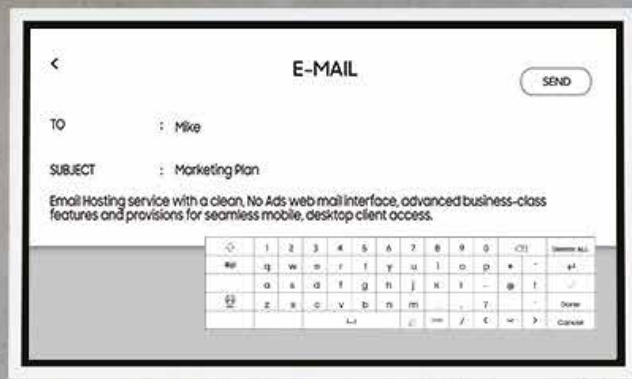 E-MAIL
SEND
TO : Mike
SUBJECT : Marketing Plan
Email Hosting service with a clean, No Ads web mail interface, advanced business-class
features and provisions for seamless mobile, desktop client access.
1 2 3 4 5 6 7 8 9 0
q w e r t y u i o p
a s d f g h j k l - @ !
z x c v b n m . ?
/ < >
Done
Cancel